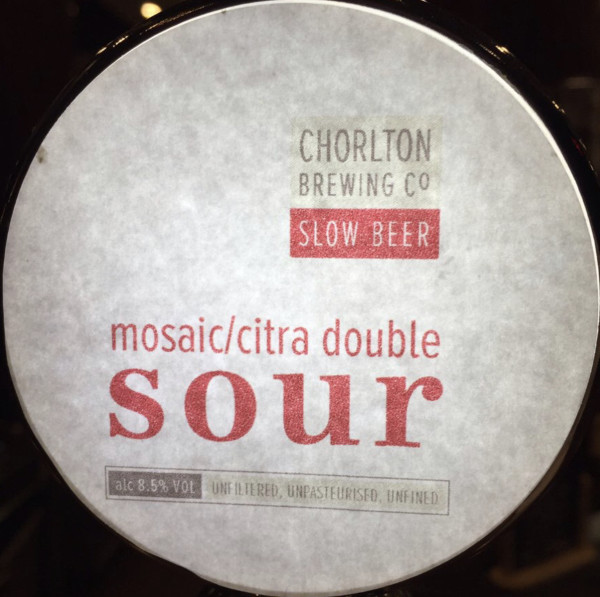 CHORLTON
BREWING Cº
SLOW BEER
mosaic/citra double
sour
alc 8.5% VOL UNFILTERED, UNPASTEURISED, UNFINED